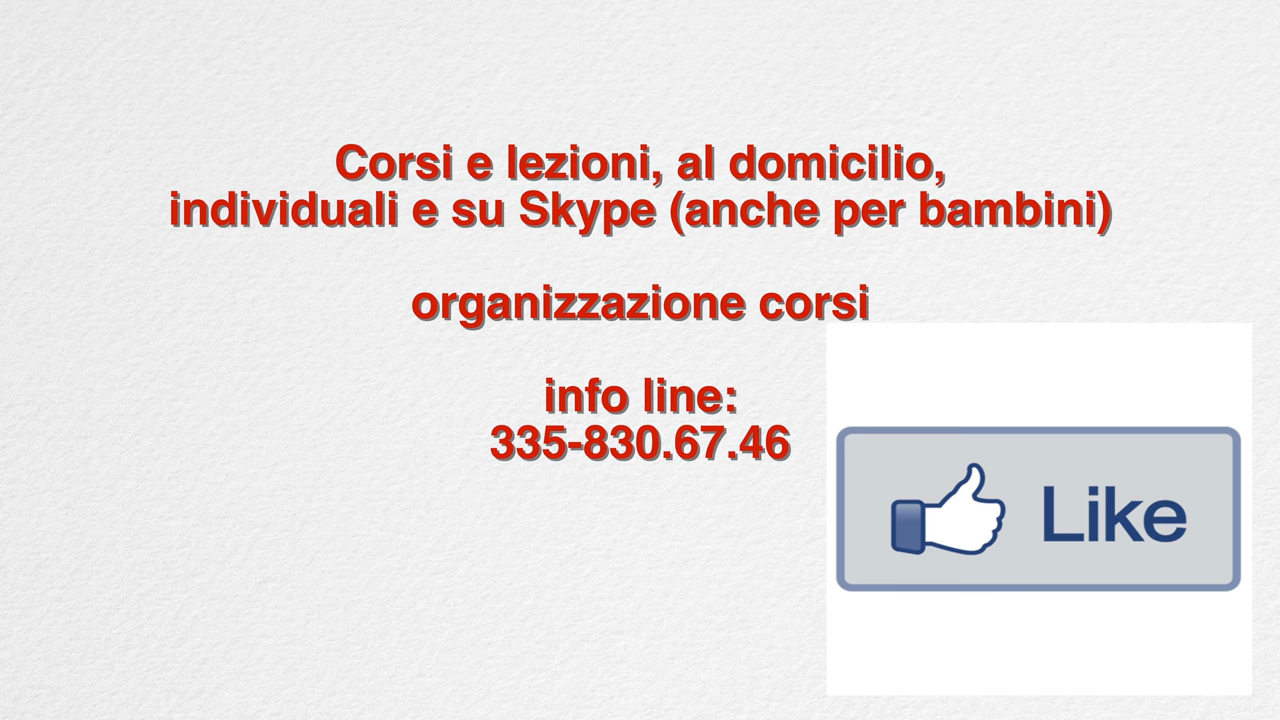 Corsi e lezioni, al domicilio,
individuali e su Skype (anche per bambini)
organizzazione corsi
info line:
335-830.67.46
Like